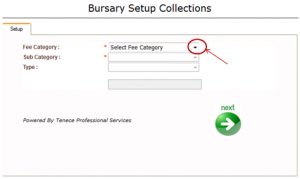 Bursary Setup Collections
Setup
Fee Category : * Select Fee Category
Sub Category : *
Type :
next
Powered By Tenece Professional Services